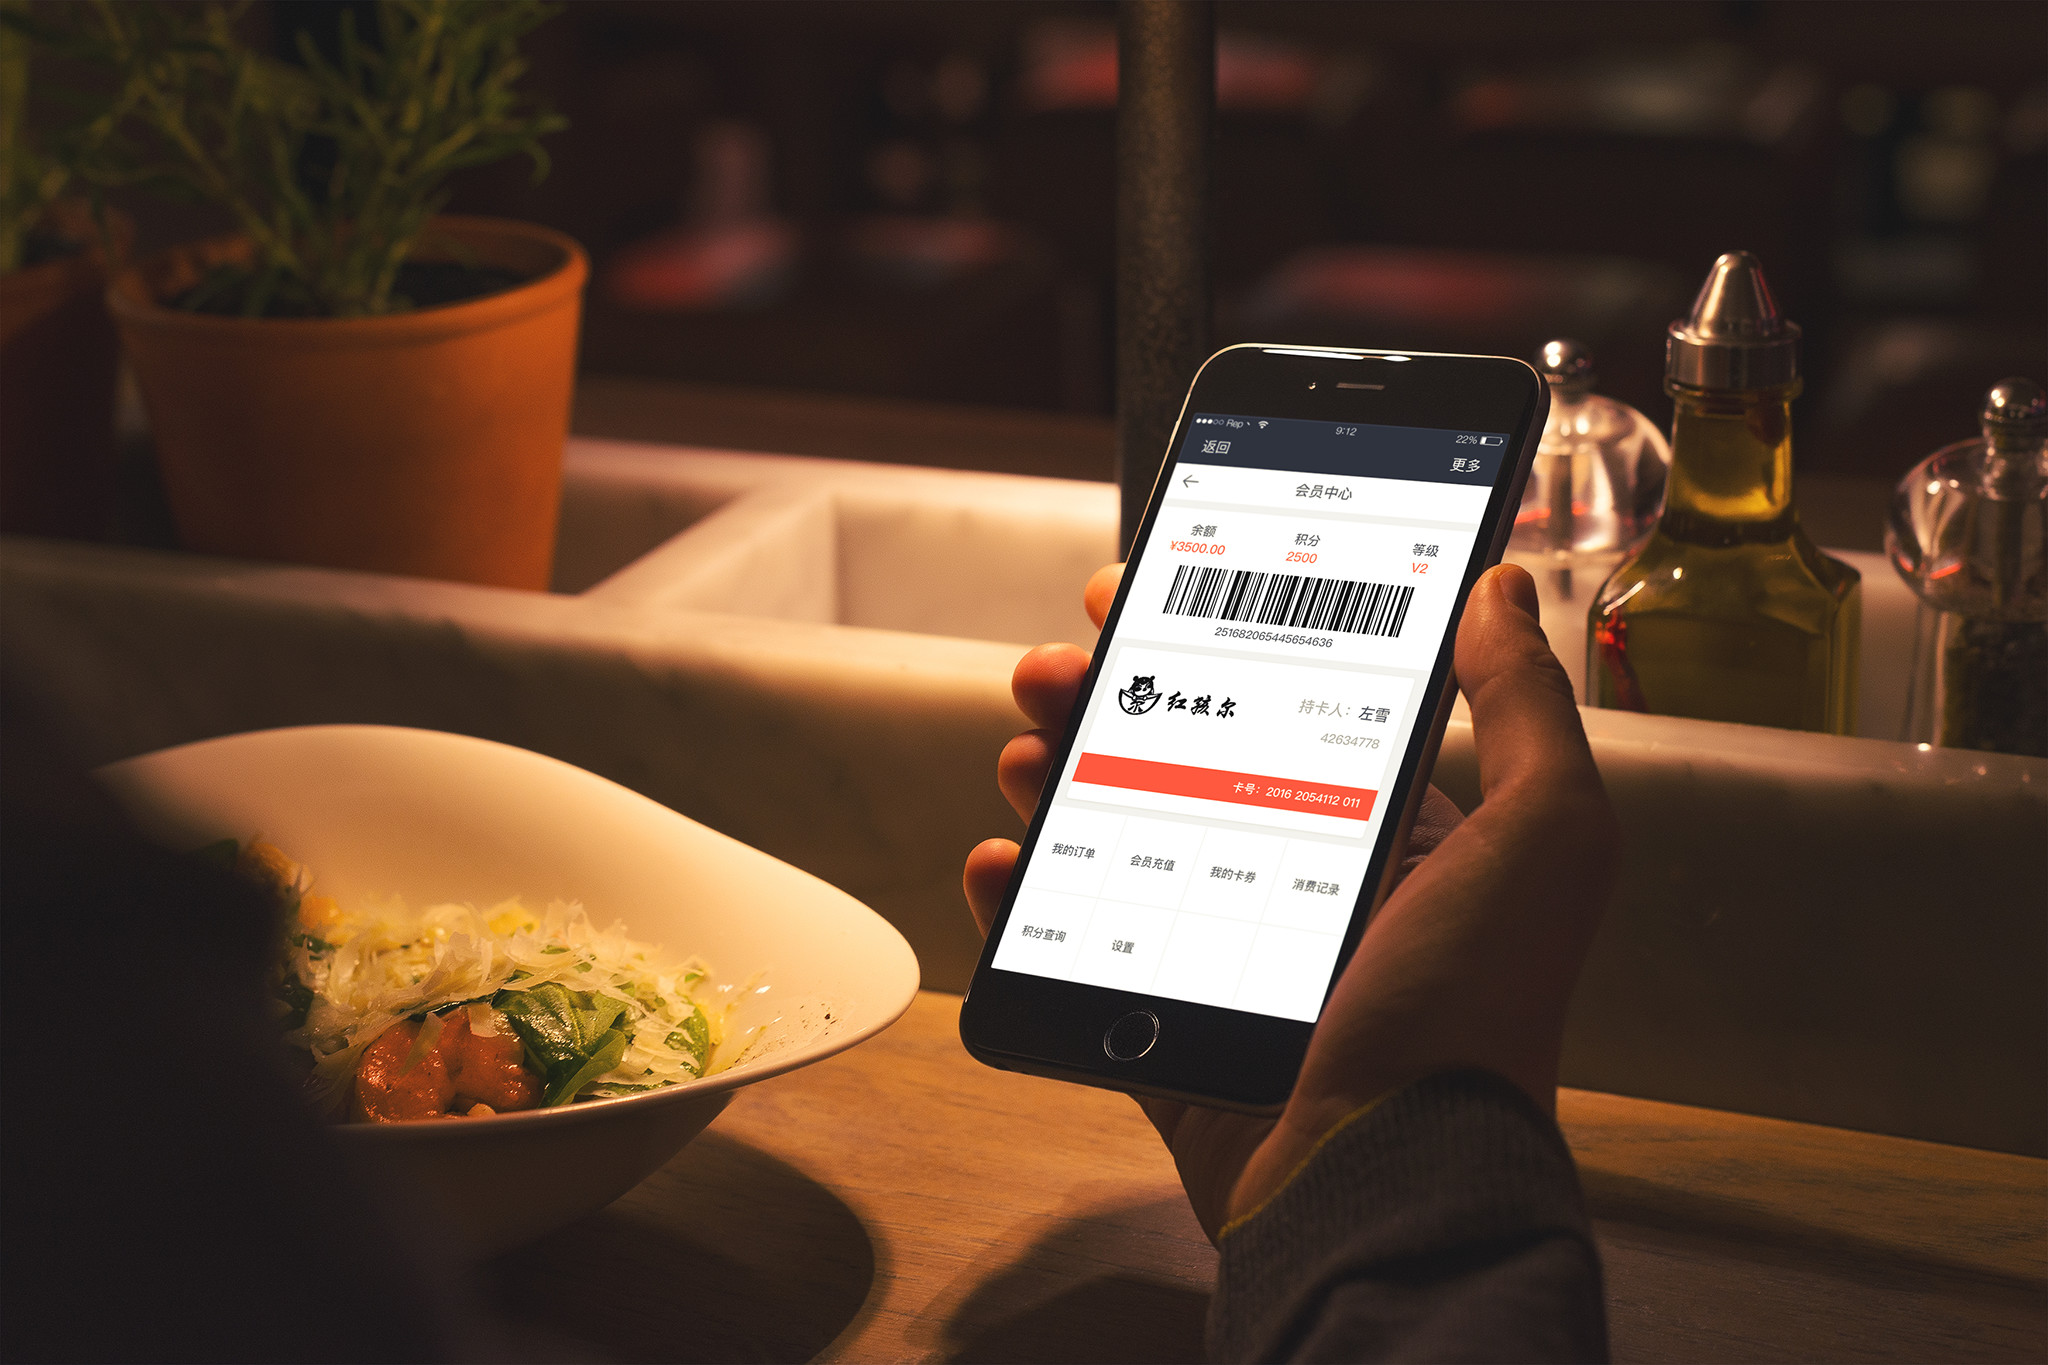 Rep 9:12 22%
返回 更多
会员中心
余额 积分 等级
¥3500.00 2500 V2
251682065445654636
红孩尔
持卡人：左雪
42634778
卡号：2016 2054112 011
我的订单 会员充值 我的卡券 消费记录
积分查询 设置